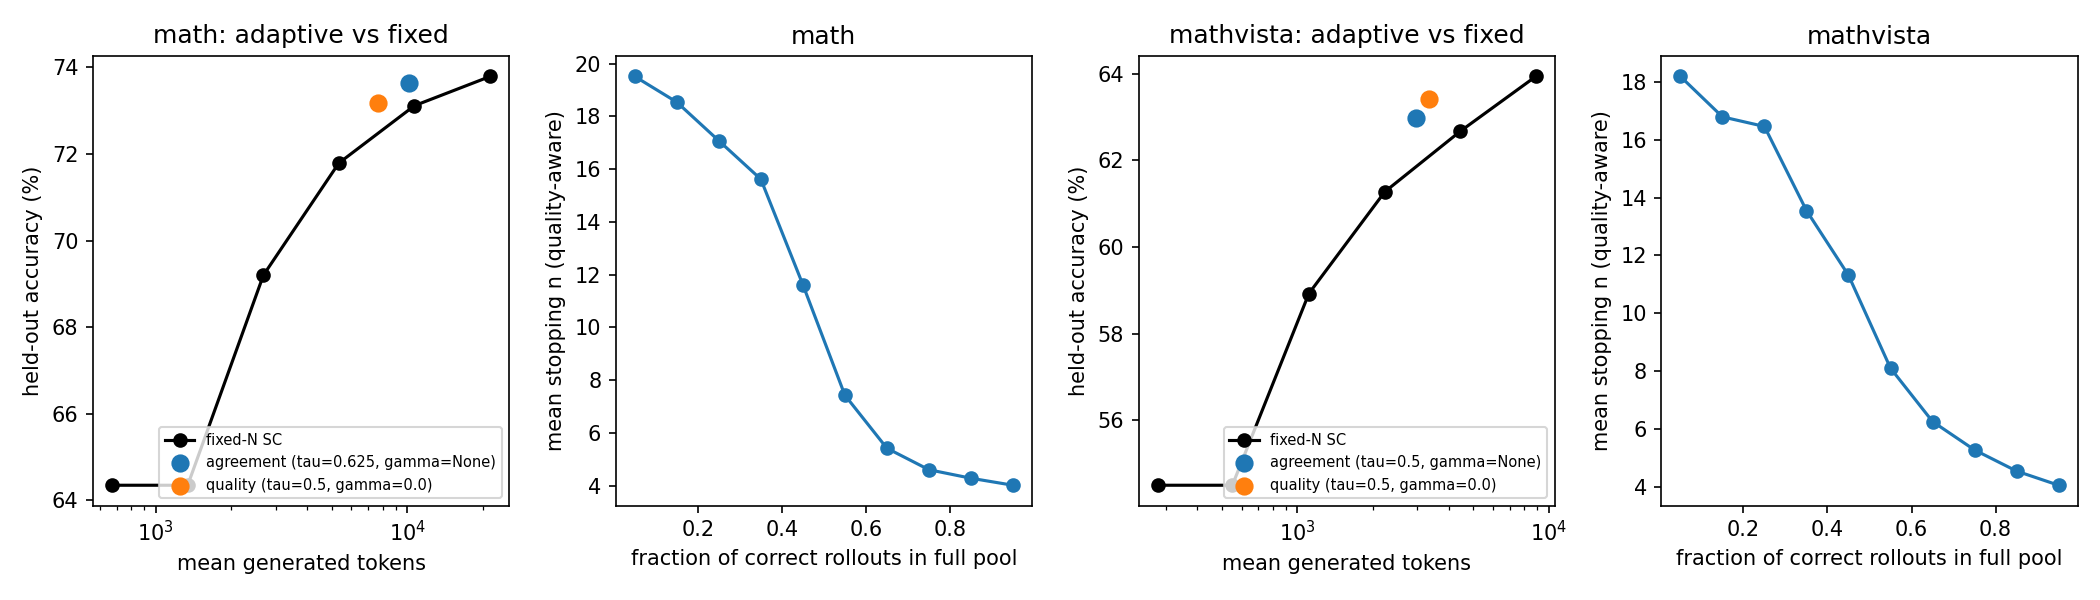 math: adaptive vs fixed
held-out accuracy (%)
74
72
70
68
66
64
fixed-N SC
agreement (tau=0.625, gamma=None)
quality (tau=0.5, gamma=0.0)
10³
10⁴
mean generated tokens
math
mean stopping n (quality-aware)
20
18
16
14
12
10
8
6
4
0.2
0.4
0.6
0.8
fraction of correct rollouts in full pool
mathvista: adaptive vs fixed
held-out accuracy (%)
64
62
60
58
56
fixed-N SC
agreement (tau=0.5, gamma=None)
quality (tau=0.5, gamma=0.0)
10³
10⁴
mean generated tokens
mathvista
mean stopping n (quality-aware)
18
16
14
12
10
8
6
4
0.2
0.4
0.6
0.8
fraction of correct rollouts in full pool